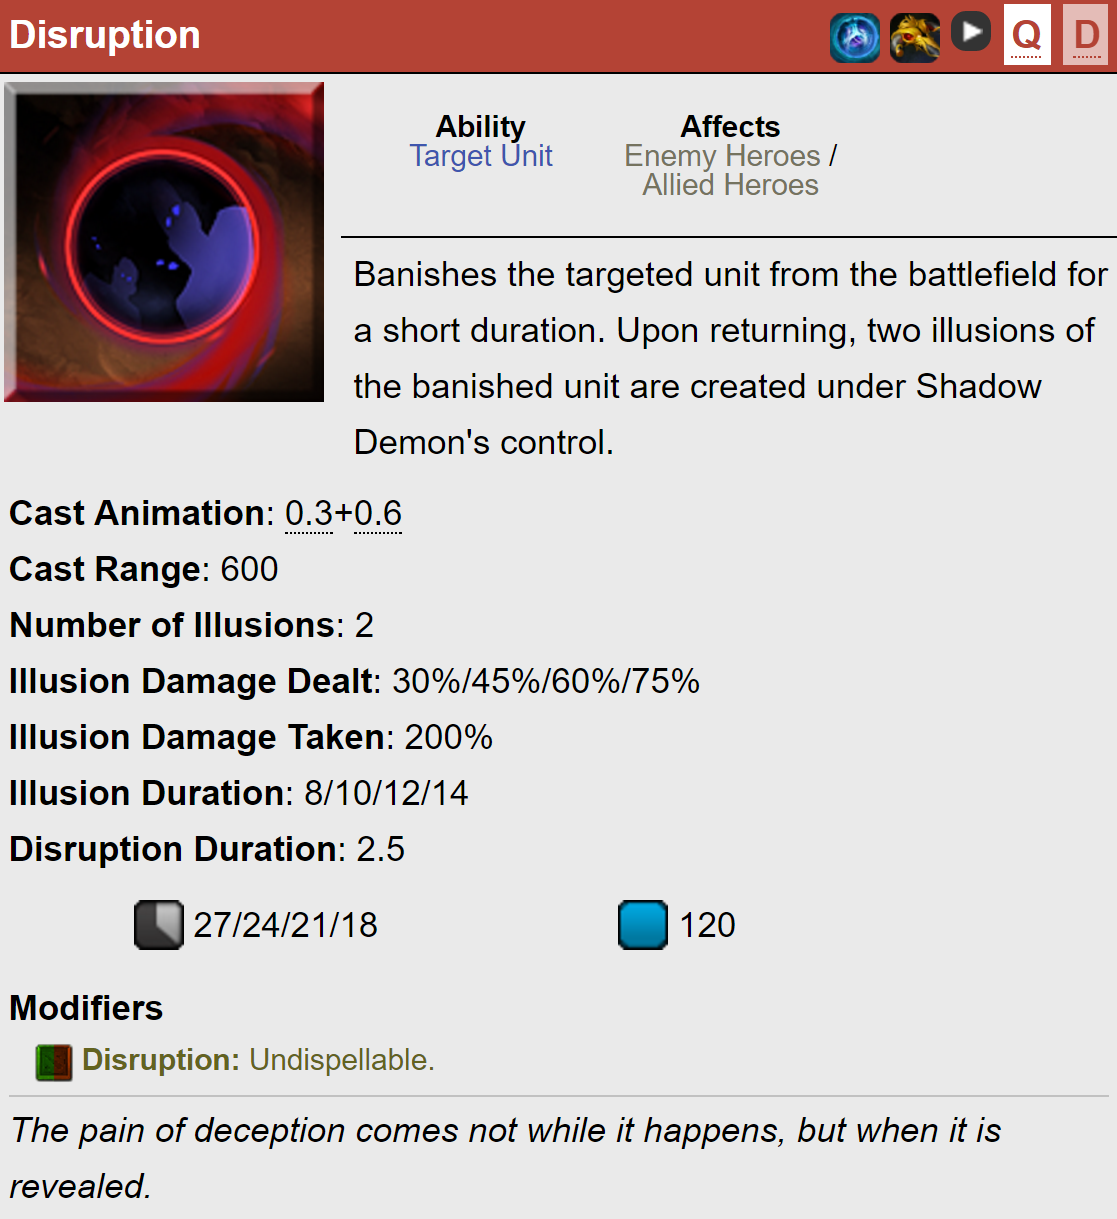 Disruption
Q D
Ability
Target Unit
Affects
Enemy Heroes /
Allied Heroes
Banishes the targeted unit from the battlefield for
a short duration. Upon returning, two illusions of
the banished unit are created under Shadow
Demon's control.
Cast Animation: 0.3+0.6
Cast Range: 600
Number of Illusions: 2
Illusion Damage Dealt: 30%/45%/60%/75%
Illusion Damage Taken: 200%
Illusion Duration: 8/10/12/14
Disruption Duration: 2.5
27/24/21/18
120
Modifiers
Disruption: Undispellable.
The pain of deception comes not while it happens, but when it is
revealed.